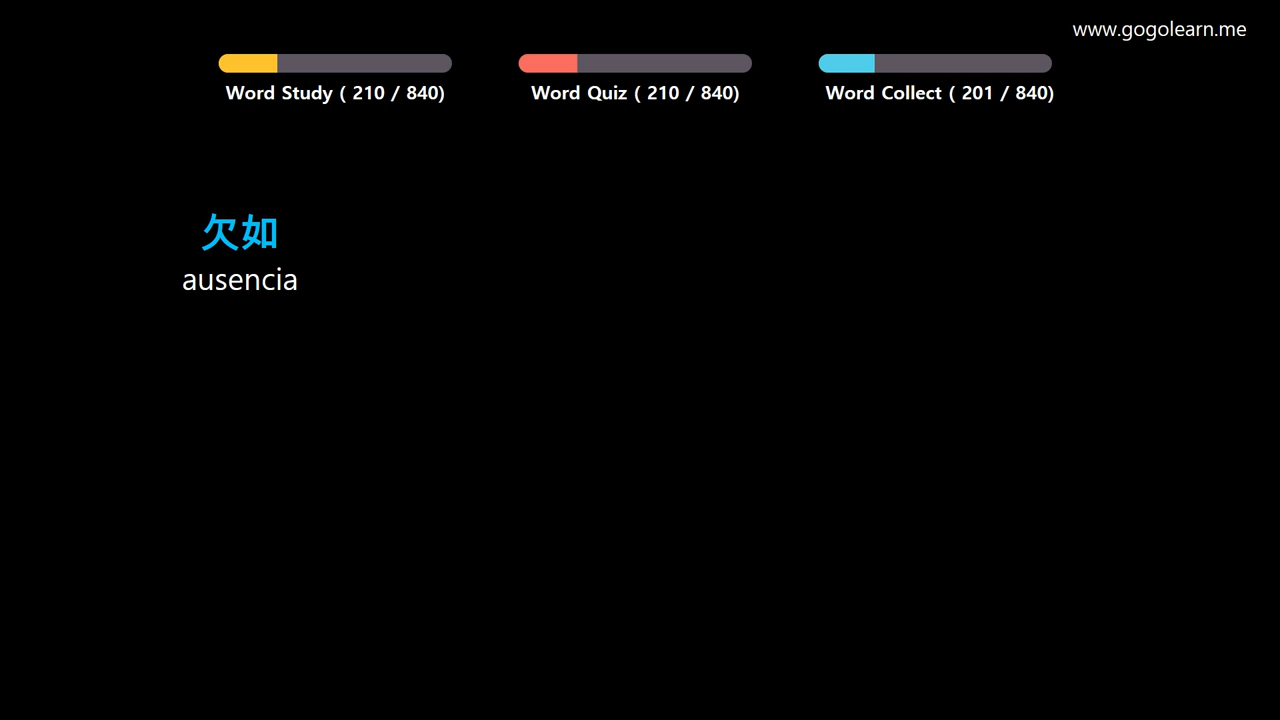 www.gogolearn.me
Word Study ( 210 / 840)
Word Quiz ( 210 / 840)
Word Collect ( 201 / 840)
欠如
ausencia